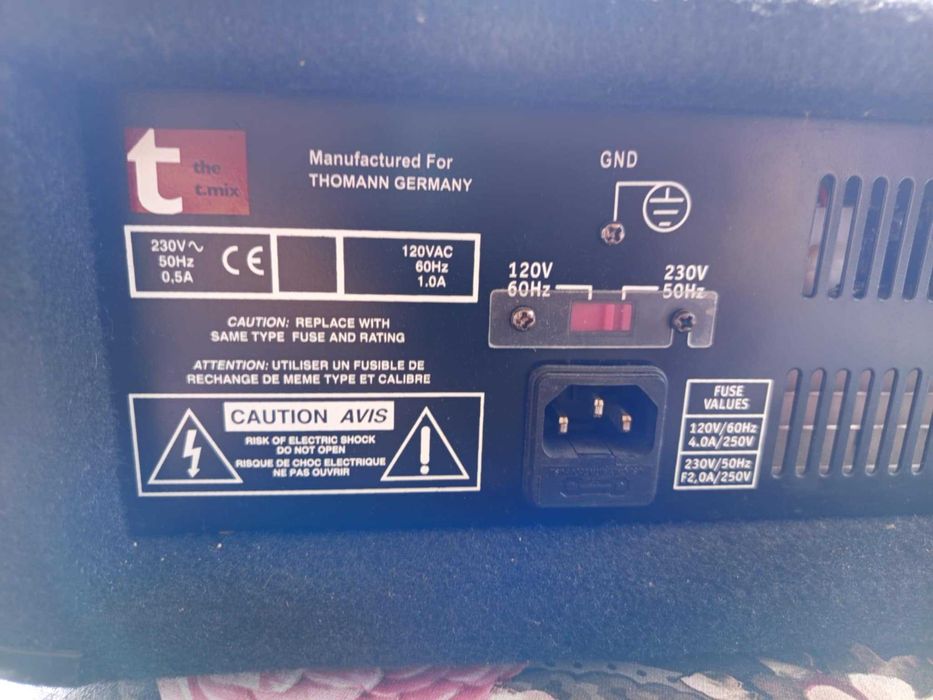 t the
t.mix
Manufactured For
THOMANN GERMANY
GND
230V~
50Hz
0,5A
CE
120VAC
60Hz
1.0A
120V
60Hz
230V
50Hz
CAUTION: REPLACE WITH
SAME TYPE FUSE AND RATING
ATTENTION: UTILISER UN FUSIBLE DE
RECHANGE DE MEME TYPE ET CALIBRE
CAUTION AVIS
RISK OF ELECTRIC SHOCK
DO NOT OPEN
RISQUE DE CHOC ELECTRIQUE
NE PAS OUVRIR
FUSE
VALUES
120V/60Hz
4.0A/250V
230V/50Hz
F2,0A/250V